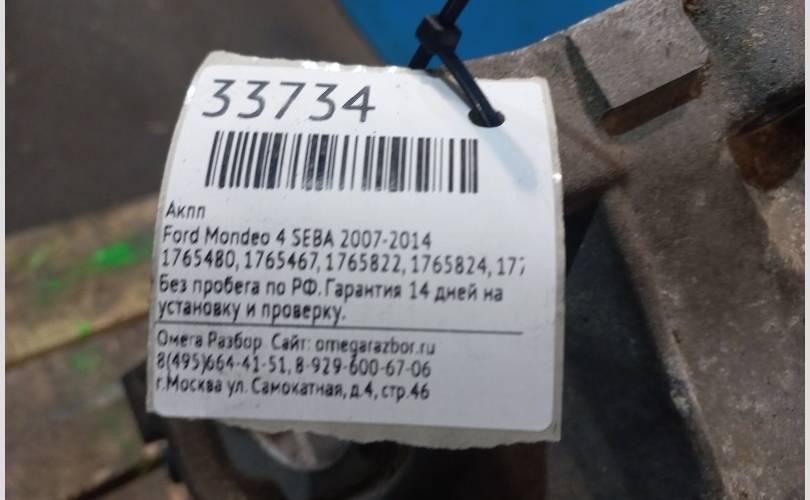 33734
Акпп
Ford Mondeo 4 SEBA 2007-2014
1765480, 1765467, 1765822, 1765824, 177
Без пробега по РФ. Гарантия 14 дней на
установку и проверку.
Омега Разбор Сайт: omegarazbor.ru
8(495)664-41-51, 8-929-600-67-06
г.Москва ул. Самокатная, д.4, стр.46